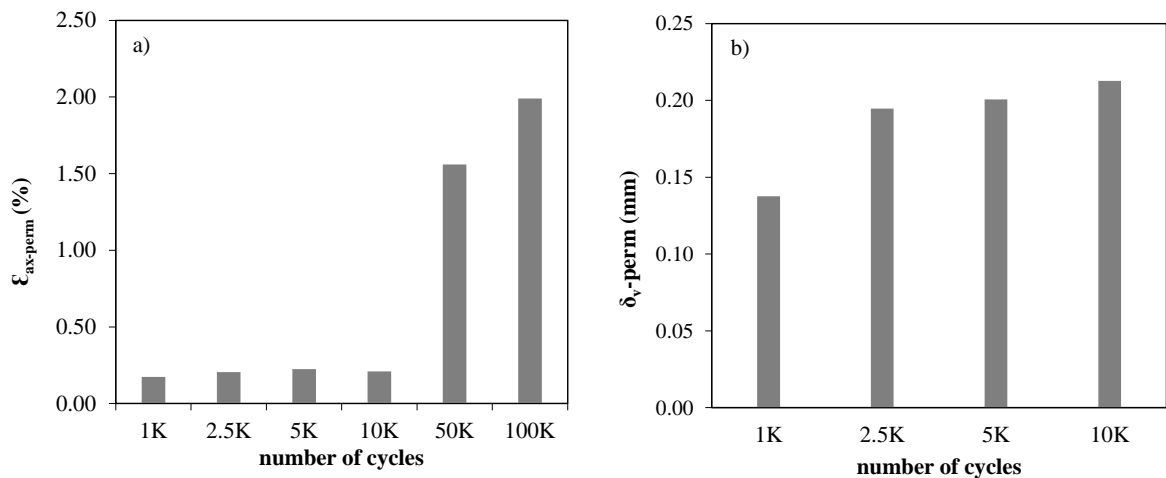 a)
2.50
2.00
1.50
1.00
0.50
0.00
εax-perm (%)
1K 2.5K 5K 10K 50K 100K
number of cycles
b)
0.25
0.20
0.15
0.10
0.05
0.00
δv-perm (mm)
1K 2.5K 5K 10K
number of cycles